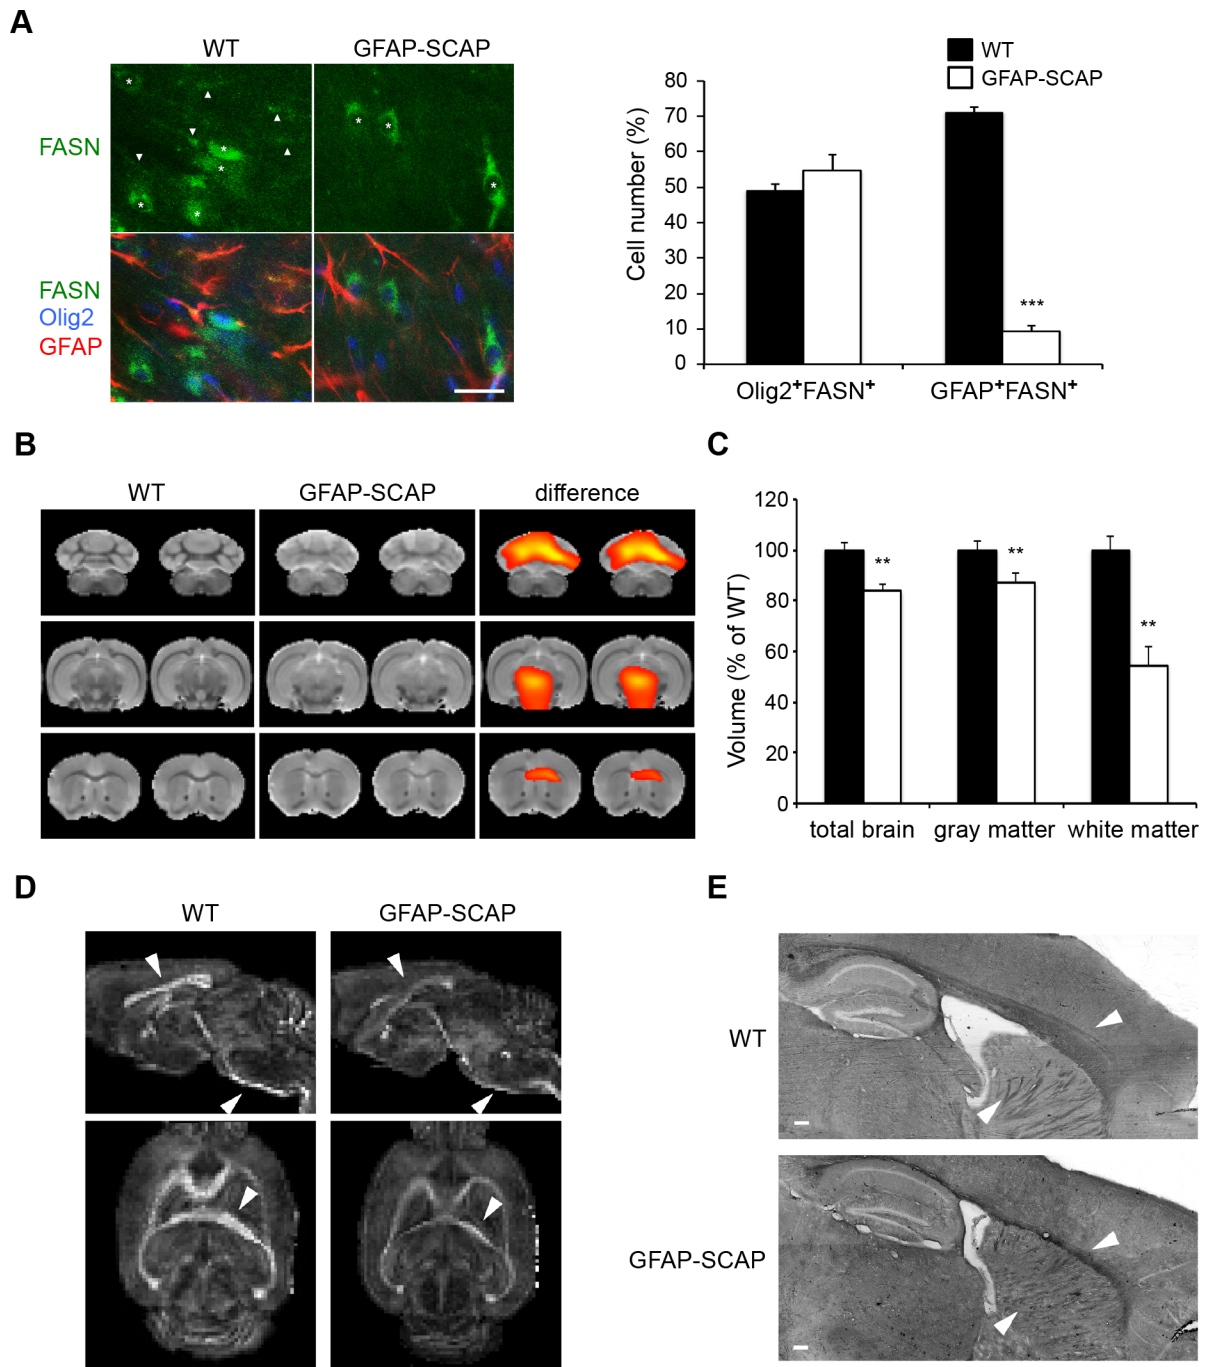 A
WT
GFAP-SCAP
FASN
FASN
Olig2
GFAP
WT
GFAP-SCAP
Cell number (%)
80
70
60
50
40
30
20
10
0
***
Olig2+FASN+
GFAP+FASN+
B
WT
GFAP-SCAP
difference
C
Volume (% of WT)
120
100
80
60
40
20
0
**
**
**
total brain
gray matter
white matter
D
WT
GFAP-SCAP
E
WT
GFAP-SCAP